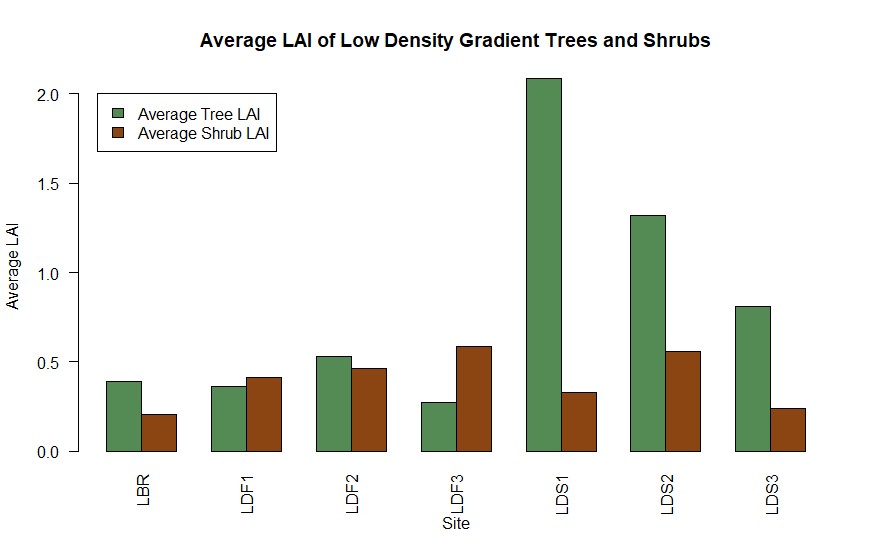 Average LAI of Low Density Gradient Trees and Shrubs
Average Tree LAI
Average Shrub LAI
Average LAI
2.0
1.5
1.0
0.5
0.0
LBR
LDF1
LDF2
LDF3
LDS1
LDS2
LDS3
Site